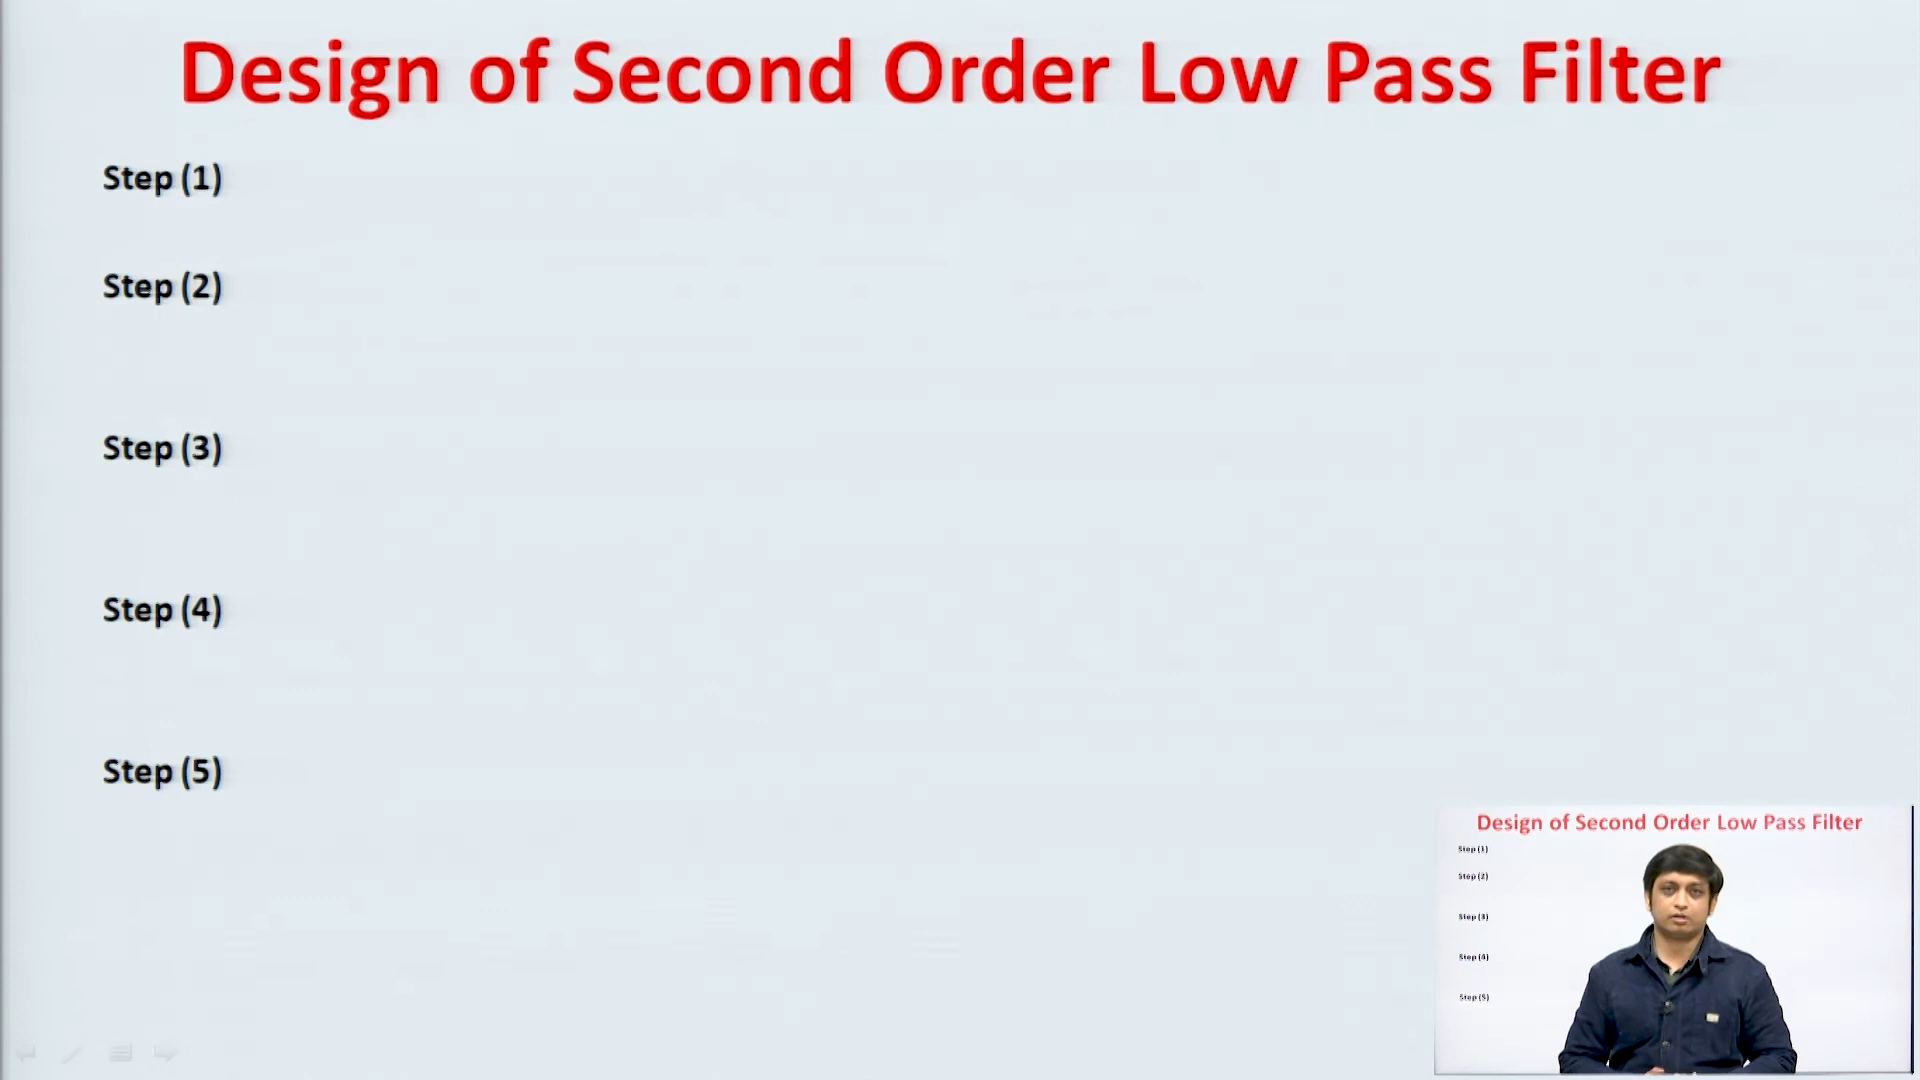 Design of Second Order Low Pass Filter
Step (1)
Step (2)
Step (3)
Step (4)
Step (5)
Design of Second Order Low Pass Filter
Step (1)
Step (2)
Step (3)
Step (4)
Step (5)